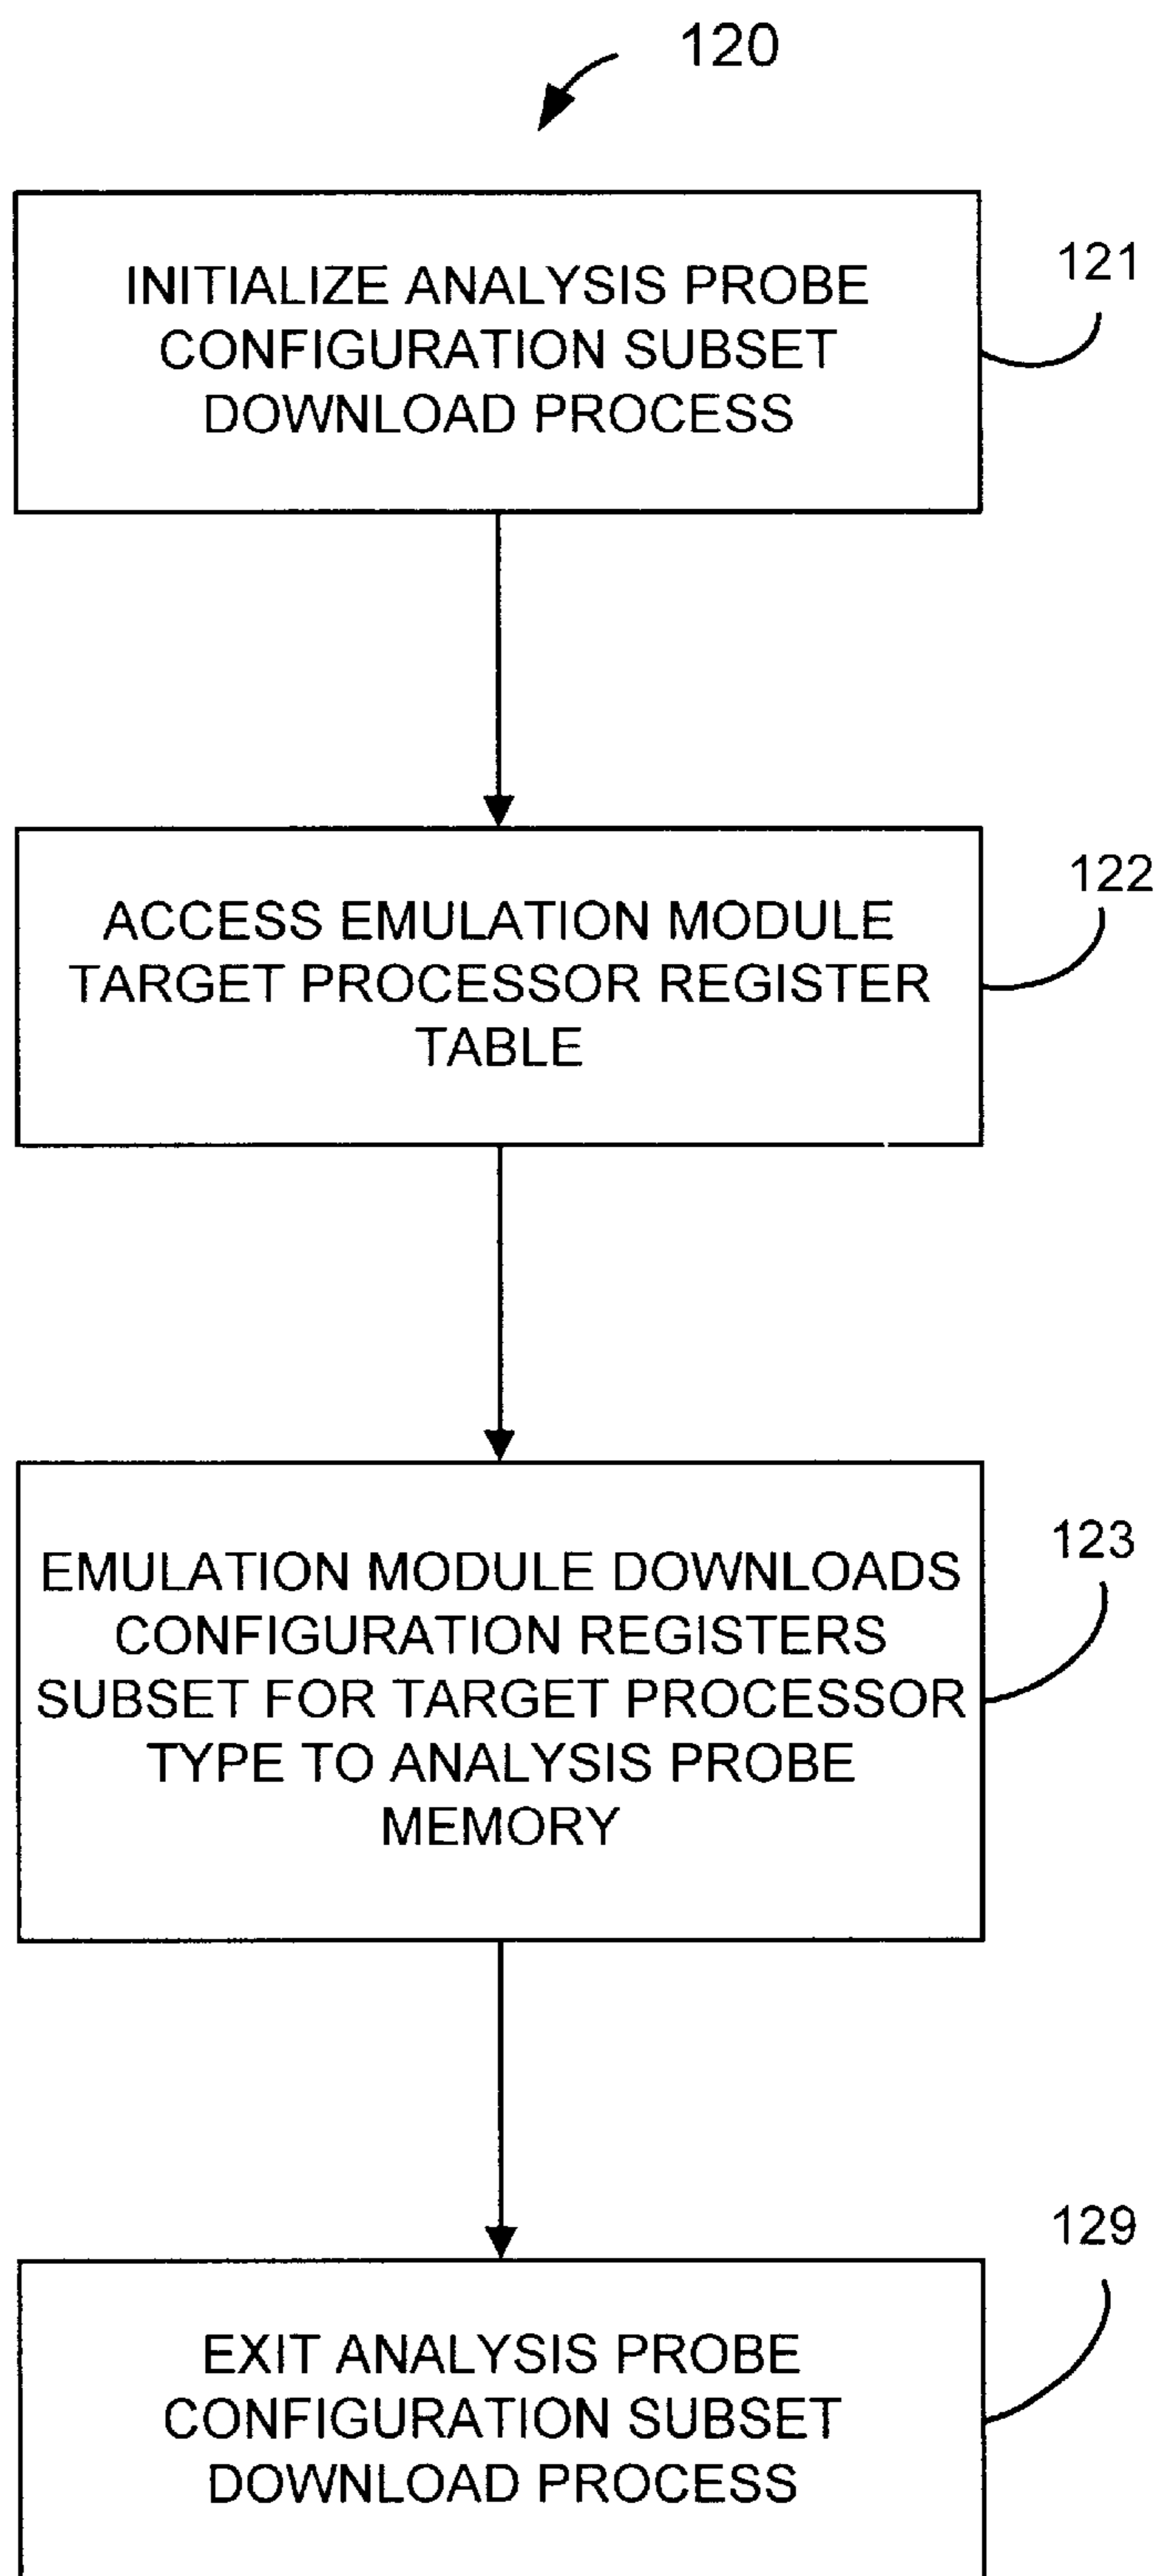 120
INITIALIZE ANALYSIS PROBE
CONFIGURATION SUBSET
DOWNLOAD PROCESS
121
ACCESS EMULATION MODULE
TARGET PROCESSOR REGISTER
TABLE
122
EMULATION MODULE DOWNLOADS
CONFIGURATION REGISTERS
SUBSET FOR TARGET PROCESSOR
TYPE TO ANALYSIS PROBE
MEMORY
123
EXIT ANALYSIS PROBE
CONFIGURATION SUBSET
DOWNLOAD PROCESS
129